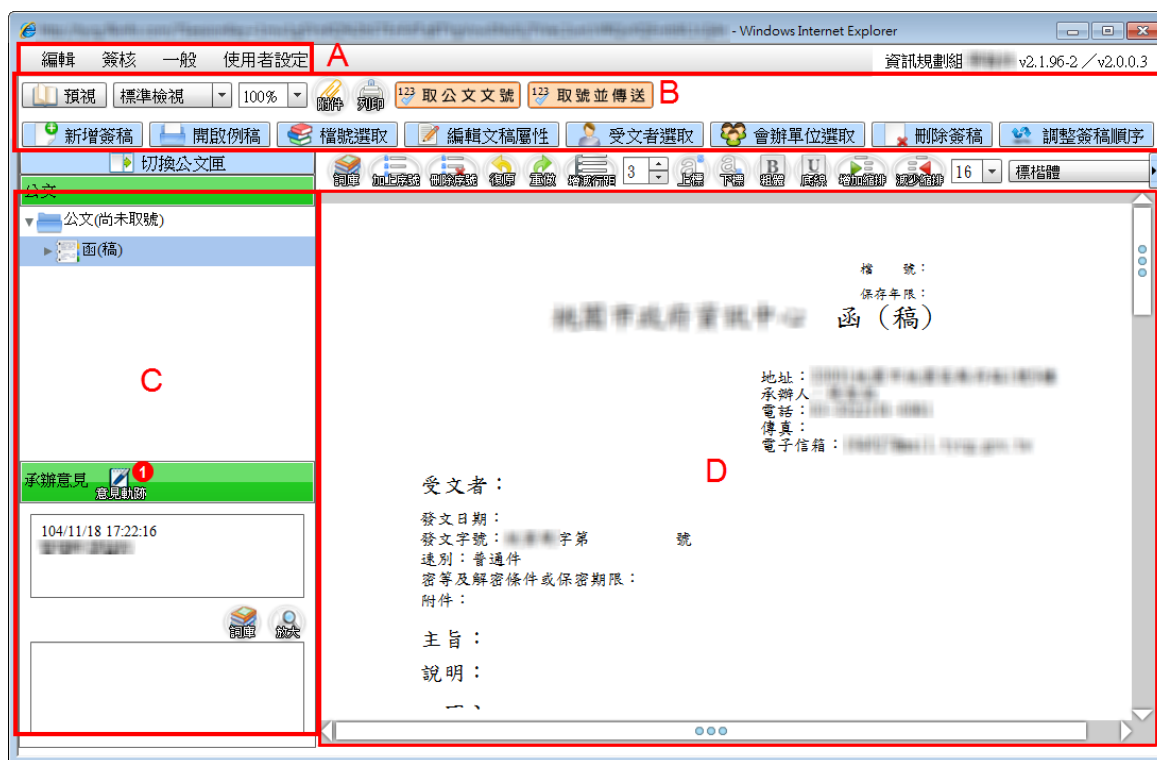 - Windows Internet Explorer
編輯 簽核 一般 使用者設定 A
資訊規劃組 v2.1.96-2／v2.0.0.3
預視 標準檢視 100% 附件 列印 123 取公文文號 123 取號並傳送 B
新增簽稿 開啟例稿 檔號選取 編輯文稿屬性 受文者選取 會辦單位選取 刪除簽稿 調整簽稿順序
切換公文匣
詞庫 加上序號 刪除序號 復原 重做 3 上標 下標 B 粗體 U 底線 增加縮排 減少縮排 16 標楷體
公文
公文(尚未取號)
函(稿)
C
承辦意見 1
意見軌跡
104/11/18 17:22:16
詞庫 放大
檔 號：
保存年限：
函（稿）
地址：
承辦人
電話：
傳真：
電子信箱：
D
受文者：
發文日期：
發文字號： 字第 號
速別：普通件
密等及解密條件或保密期限：
附件：
主旨：
說明：